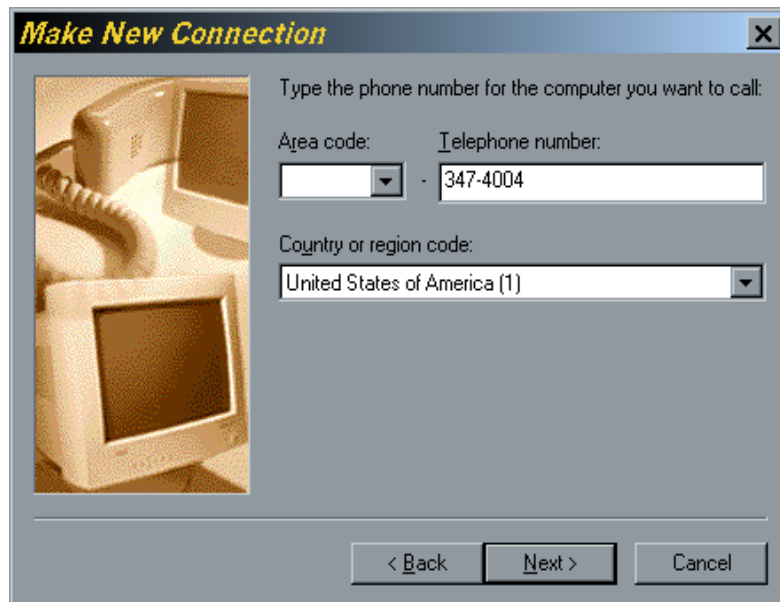 Make New Connection
Type the phone number for the computer you want to call:
Area code: Telephone number:
- 347-4004
Country or region code:
United States of America (1)
< Back Next > Cancel